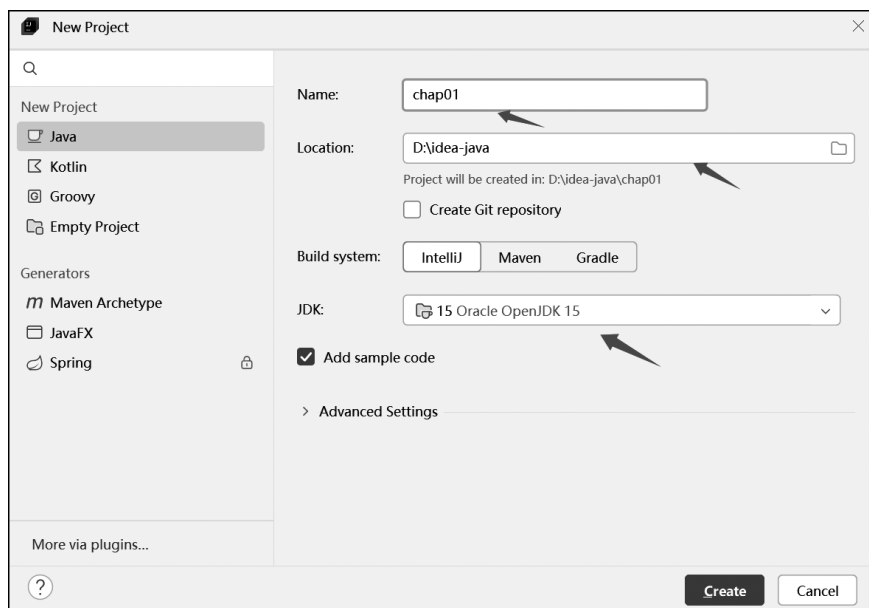 New Project
New Project
Java
Kotlin
Groovy
Empty Project
Generators
Maven Archetype
JavaFX
Spring
More via plugins...
Name: chap01
Location: D:\idea-java
Project will be created in: D:\idea-java\chap01
Create Git repository
Build system: IntelliJ Maven Gradle
JDK: 15 Oracle OpenJDK 15
Add sample code
Advanced Settings
? Create Cancel